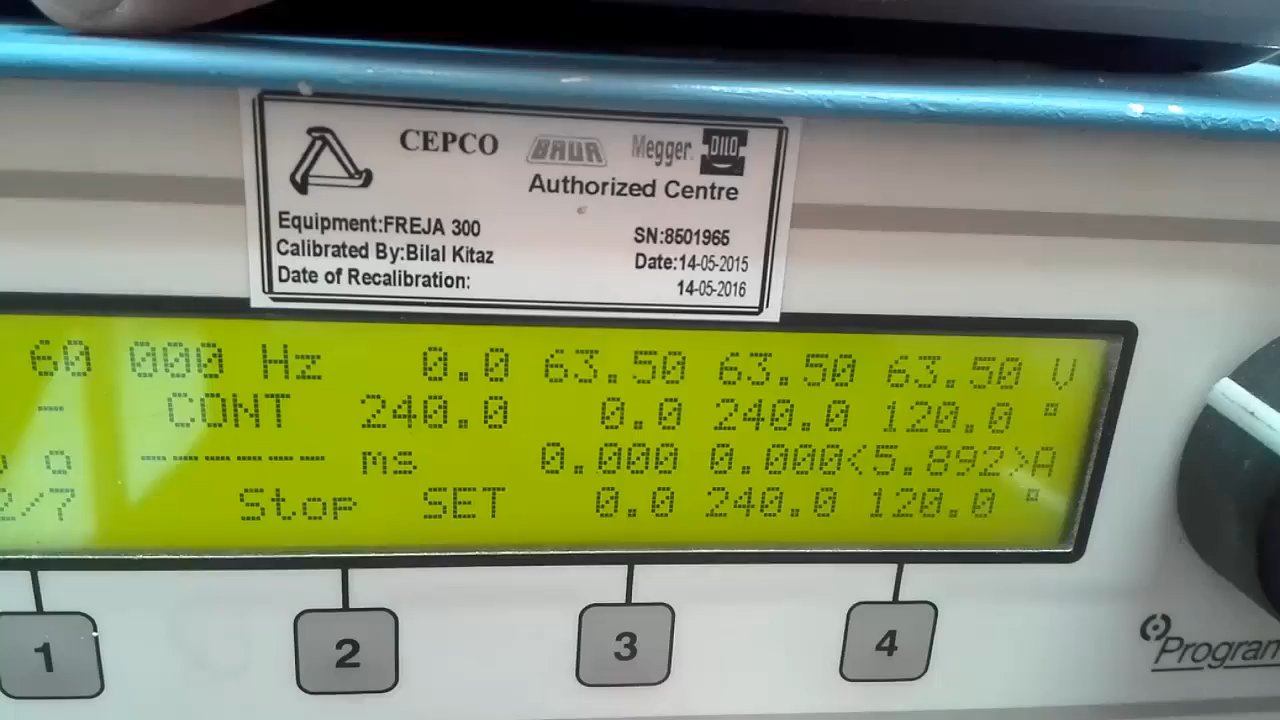 CEPCO BAUR Megger. DUO
Authorized Centre
Equipment:FREJA 300 SN:8501965
Calibrated By:Bilal Kitaz Date:14-05-2015
Date of Recalibration: 14-05-2016
60 000 Hz 0.0 63.50 63.50 63.50 V
-- CONT 240.0 0.0 240.0 120.0 °
o ------- ms 0.000 0.000<5.892>A
2/7 Stop SET 0.0 240.0 120.0 °
1 2 3 4
Program